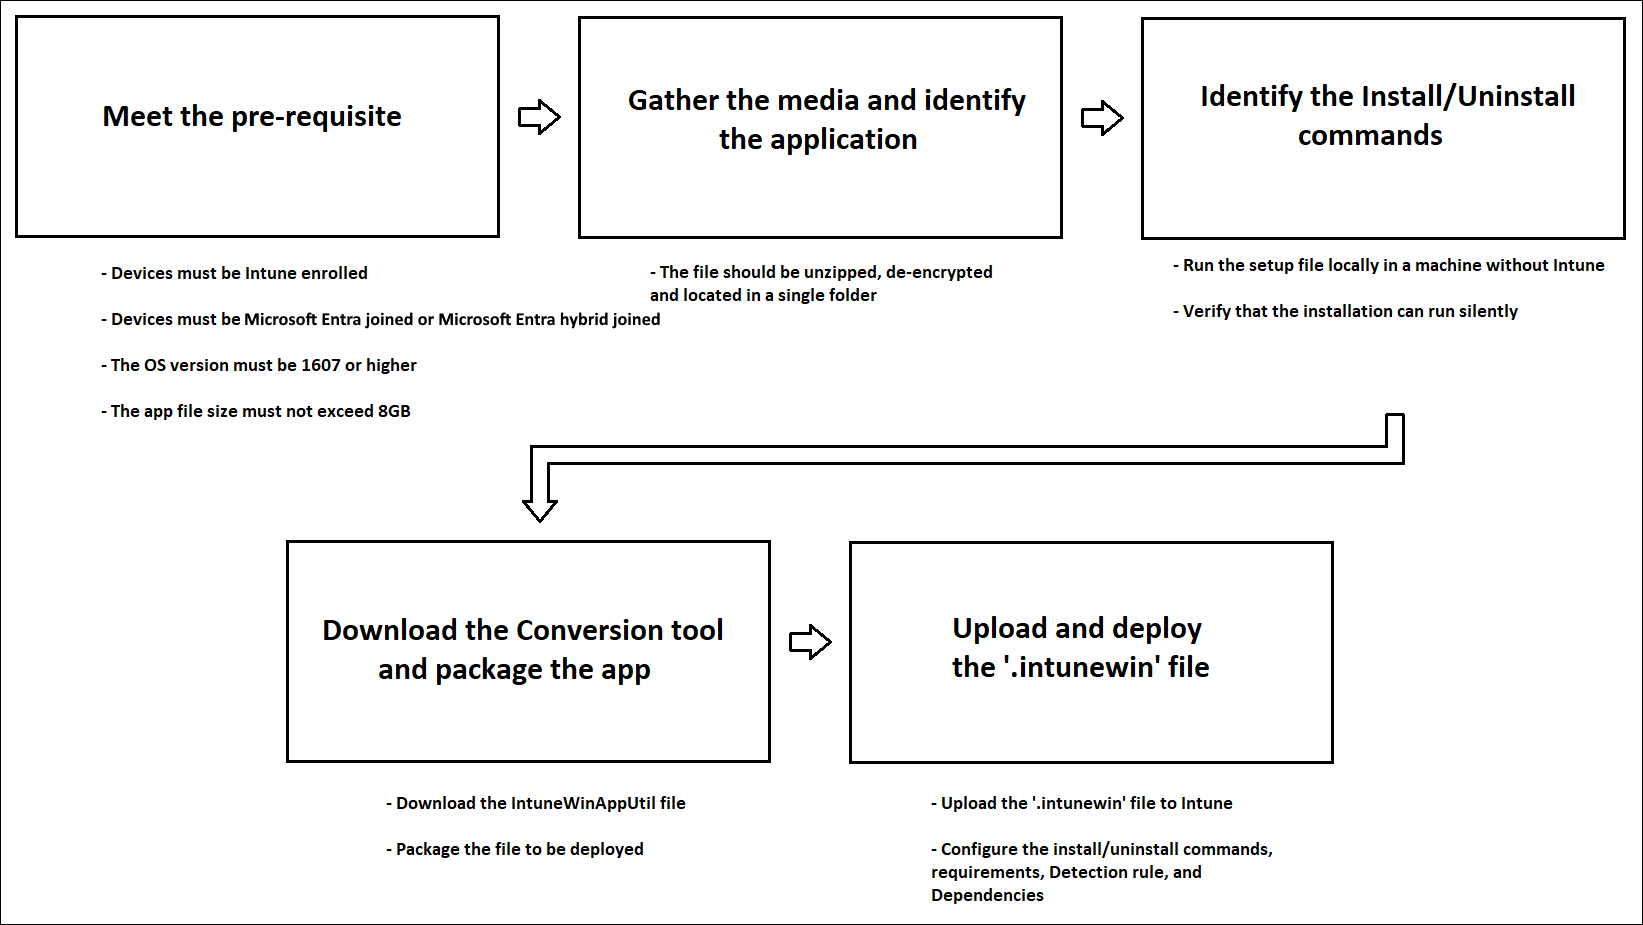 Meet the pre-requisite
- Devices must be Intune enrolled
- Devices must be Microsoft Entra joined or Microsoft Entra hybrid joined
- The OS version must be 1607 or higher
- The app file size must not exceed 8GB
Gather the media and identify
the application
- The file should be unzipped, de-encrypted
and located in a single folder
Identify the Install/Uninstall
commands
- Run the setup file locally in a machine without Intune
- Verify that the installation can run silently
Download the Conversion tool
and package the app
- Download the IntuneWinAppUtil file
- Package the file to be deployed
Upload and deploy
the '.intunewin' file
- Upload the '.intunewin' file to Intune
- Configure the install/uninstall commands,
requirements, Detection rule, and
Dependencies